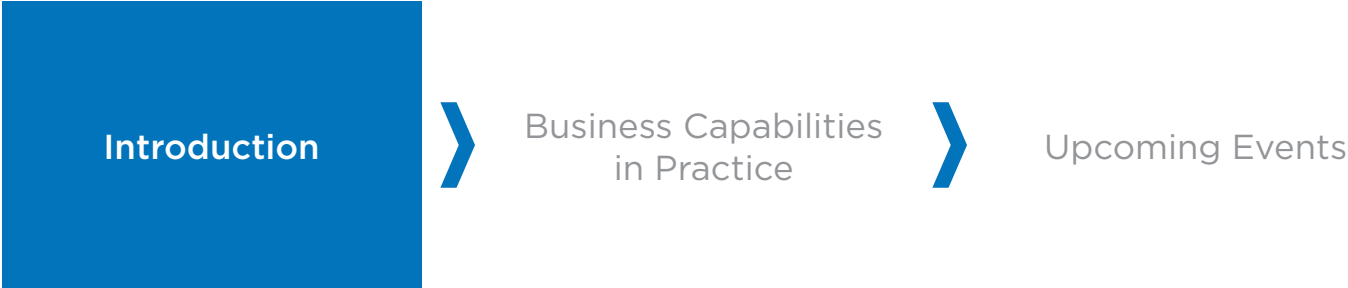 Introduction
Business Capabilities
in Practice
Upcoming Events